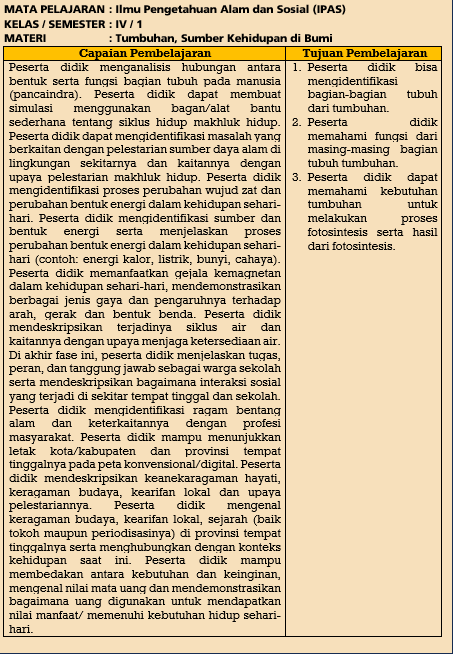 MATA PELAJARAN : Ilmu Pengetahuan Alam dan Sosial (IPAS)
KELAS / SEMESTER : IV / 1
MATERI : Tumbuhan, Sumber Kehidupan di Bumi
Capaian Pembelajaran
Peserta didik menganalisis hubungan antara
bentuk serta fungsi bagian tubuh pada manusia
(pancaindra). Peserta didik dapat membuat
simulasi menggunakan bagan/alat bantu
sederhana tentang siklus hidup makhluk hidup.
Peserta didik dapat mengidentifikasi masalah yang
berkaitan dengan pelestarian sumber daya alam di
lingkungan sekitarnya dan kaitannya dengan
upaya pelestarian makhluk hidup. Peserta didik
mengidentifikasi proses perubahan wujud zat dan
perubahan bentuk energi dalam kehidupan sehari-
hari. Peserta didik mengidentifikasi sumber dan
bentuk energi serta menjelaskan proses
perubahan bentuk energi dalam kehidupan sehari-
hari (contoh: energi kalor, listrik, bunyi, cahaya).
Peserta didik memanfaatkan gejala kemagnetan
dalam kehidupan sehari-hari, mendemonstrasikan
berbagai jenis gaya dan pengaruhnya terhadap
arah, gerak dan bentuk benda. Peserta didik
mendeskripsikan terjadinya siklus air dan
kaitannya dengan upaya menjaga ketersediaan air.
Di akhir fase ini, peserta didik menjelaskan tugas,
peran, dan tanggung jawab sebagai warga sekolah
serta mendeskripsikan bagaimana interaksi sosial
yang terjadi di sekitar tempat tinggal dan sekolah.
Peserta didik mengidentifikasi ragam bentang
alam dan keterkaitannya dengan profesi
masyarakat. Peserta didik mampu menunjukkan
letak kota/kabupaten dan provinsi tempat
tinggalnya pada peta konvensional/digital. Peserta
didik mendeskripsikan keanekaragaman hayati,
keragaman budaya, kearifan lokal dan upaya
pelestariannya. Peserta didik mengenal
keragaman budaya, kearifan lokal, sejarah (baik
tokoh maupun periodisasinya) di provinsi tempat
tinggalnya serta menghubungkan dengan konteks
kehidupan saat ini. Peserta didik mampu
membedakan antara kebutuhan dan keinginan,
mengenal nilai mata uang dan mendemonstrasikan
bagaimana uang digunakan untuk mendapatkan
nilai manfaat/ memenuhi kebutuhan hidup sehari-
hari.
Tujuan Pembelajaran
1. Peserta didik bisa
mengidentifikasi
bagian-bagian tubuh
dari tumbuhan.
2. Peserta didik
memahami fungsi dari
masing-masing bagian
tubuh tumbuhan.
3. Peserta didik dapat
memahami kebutuhan
tumbuhan untuk
melakukan proses
fotosintesis serta hasil
dari fotosintesis.